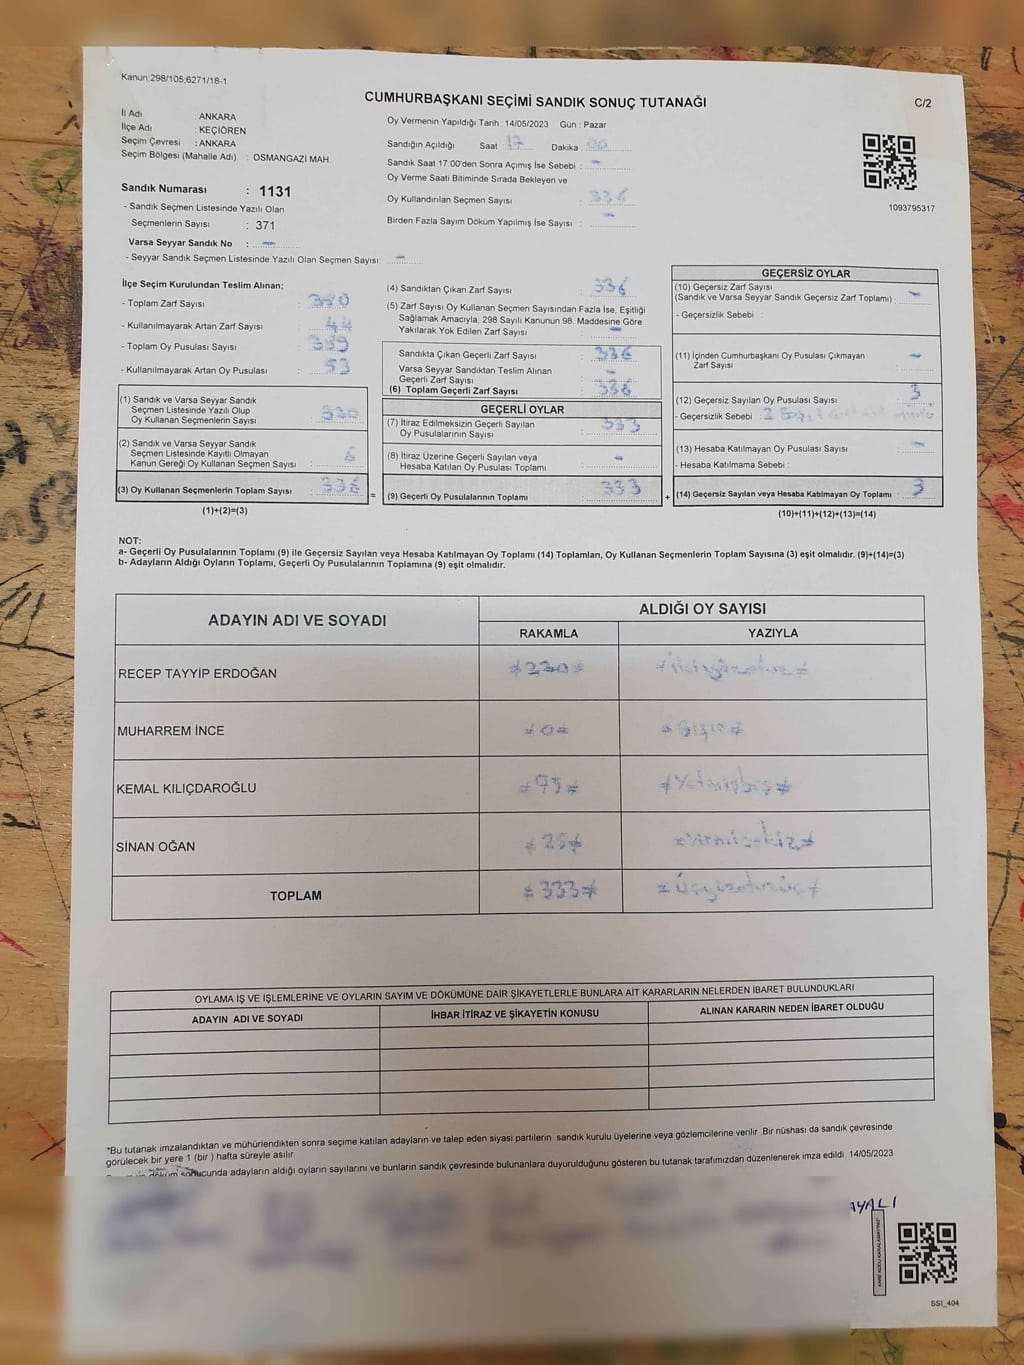 Kanun;298/105;6271/18-1
CUMHURBAŞKANI SEÇİMİ SANDIK SONUÇ TUTANAĞI
C/2
İl Adı : ANKARA
İlçe Adı : KEÇİÖREN
Seçim Çevresi : ANKARA
Seçim Bölgesi (Mahalle Adı) : OSMANGAZİ MAH.
Sandık Numarası : 1131
- Sandık Seçmen Listesinde Yazılı Olan
Seçmenlerin Sayısı : 371
Varsa Seyyar Sandık No : -
- Seyyar Sandık Seçmen Listesinde Yazılı Olan Seçmen Sayısı: -
Oy Vermenin Yapıldığı Tarih : 14/05/2023 Gün : Pazar
Sandığın Açıldığı Saat : 17 Dakika : 00
Sandık Saat 17:00'den Sonra Açımış İse Sebebi : -
Oy Verme Saati Bitiminde Sırada Bekleyen ve
Oy Kullandırılan Seçmen Sayısı : 336
Birden Fazla Sayım Döküm Yapılmış İse Sayısı : -
1093795317
İlçe Seçim Kurulundan Teslim Alınan;
- Toplam Zarf Sayısı : 380
- Kullanılmayarak Artan Zarf Sayısı : 44
- Toplam Oy Pusulası Sayısı : 389
- Kullanılmayarak Artan Oy Pusulası : 53
(1) Sandık ve Varsa Seyyar Sandık
Seçmen Listesinde Yazılı Olup
Oy Kullanan Seçmenlerin Sayısı : 330
(2) Sandık ve Varsa Seyyar Sandık
Seçmen Listesinde Kayıtlı Olmayan
Kanun Gereği Oy Kullanan Seçmen Sayısı : 6
(3) Oy Kullanan Seçmenlerin Toplam Sayısı : 336
(1)+(2)=(3)
=
(4) Sandıktan Çıkan Zarf Sayısı : 336
(5) Zarf Sayısı Oy Kullanan Seçmen Sayısından Fazla İse, Eşitliği
Sağlamak Amacıyla, 298 Sayılı Kanunun 98. Maddesine Göre
Yakılarak Yok Edilen Zarf Sayısı : -
Sandıkta Çıkan Geçerli Zarf Sayısı : 336
Varsa Seyyar Sandıktan Teslim Alınan
Geçerli Zarf Sayısı : -
(6) Toplam Geçerli Zarf Sayısı : 336
GEÇERLİ OYLAR
(7) İtiraz Edilmeksizin Geçerli Sayılan
Oy Pusulalarının Sayısı : 333
(8) İtiraz Üzerine Geçerli Sayılan veya
Hesaba Katılan Oy Pusulası Toplamı : -
(9) Geçerli Oy Pusulalarının Toplamı : 333
+
GEÇERSİZ OYLAR
(10) Geçersiz Zarf Sayısı
(Sandık ve Varsa Seyyar Sandık Geçersiz Zarf Toplamı) : -
- Geçersizlik Sebebi :
(11) İçinden Cumhurbaşkanı Oy Pusulası Çıkmayan
Zarf Sayısı : -
(12) Geçersiz Sayılan Oy Pusulası Sayısı : 3
- Geçersizlik Sebebi :
(13) Hesaba Katılmayan Oy Pusulası Sayısı : -
- Hesaba Katılmama Sebebi :
(14) Geçersiz Sayılan veya Hesaba Katılmayan Oy Toplamı : 3
(10)+(11)+(12)+(13)=(14)
NOT:
a- Geçerli Oy Pusulalarının Toplamı (9) ile Geçersiz Sayılan veya Hesaba Katılmayan Oy Toplamı (14) Toplamları, Oy Kullanan Seçmenlerin Toplam Sayısına (3) eşit olmalıdır. (9)+(14)=(3)
b- Adayların Aldığı Oyların Toplamı, Geçerli Oy Pusulalarının Toplamına (9) eşit olmalıdır.
ADAYIN ADI VE SOYADI
ALDIĞI OY SAYISI
RAKAMLA YAZIYLA
RECEP TAYYİP ERDOĞAN ≠230≠ ≠ikiyüzotuz≠
MUHARREM İNCE ≠0≠ ≠Sıfır≠
KEMAL KILIÇDAROĞLU ≠75≠ ≠Yetmişbeş≠
SİNAN OĞAN ≠28≠ ≠Yirmisekiz≠
TOPLAM ≠333≠ ≠Üçyüzotuzüç≠
OYLAMA İŞ VE İŞLEMLERİNE VE OYLARIN SAYIM VE DÖKÜMÜNE DAİR ŞİKAYETLERLE BUNLARA AİT KARARLARIN NELERDEN İBARET BULUNDUKLARI
ADAYIN ADI VE SOYADI İHBAR İTİRAZ VE ŞİKAYETİN KONUSU ALINAN KARARIN NEDEN İBARET OLDUĞU
*Bu tutanak imzalandıktan ve mühürlendikten sonra seçime katılan adayların ve talep eden siyasi partilerin sandık kurulu üyelerine veya gözlemcilerine verilir .Bir nüshası da sandık çevresinde
görülecek bir yere 1 (bir ) hafta süreyle asılır.
döküm sonucunda adayların aldığı oyların sayılarını ve bunların sandık çevresinde bulunanlara duyurulduğunu gösteren bu tutanak tarafımızdan düzenlenerek imza edildi. 14/05/2023
AYALI
SSI_404